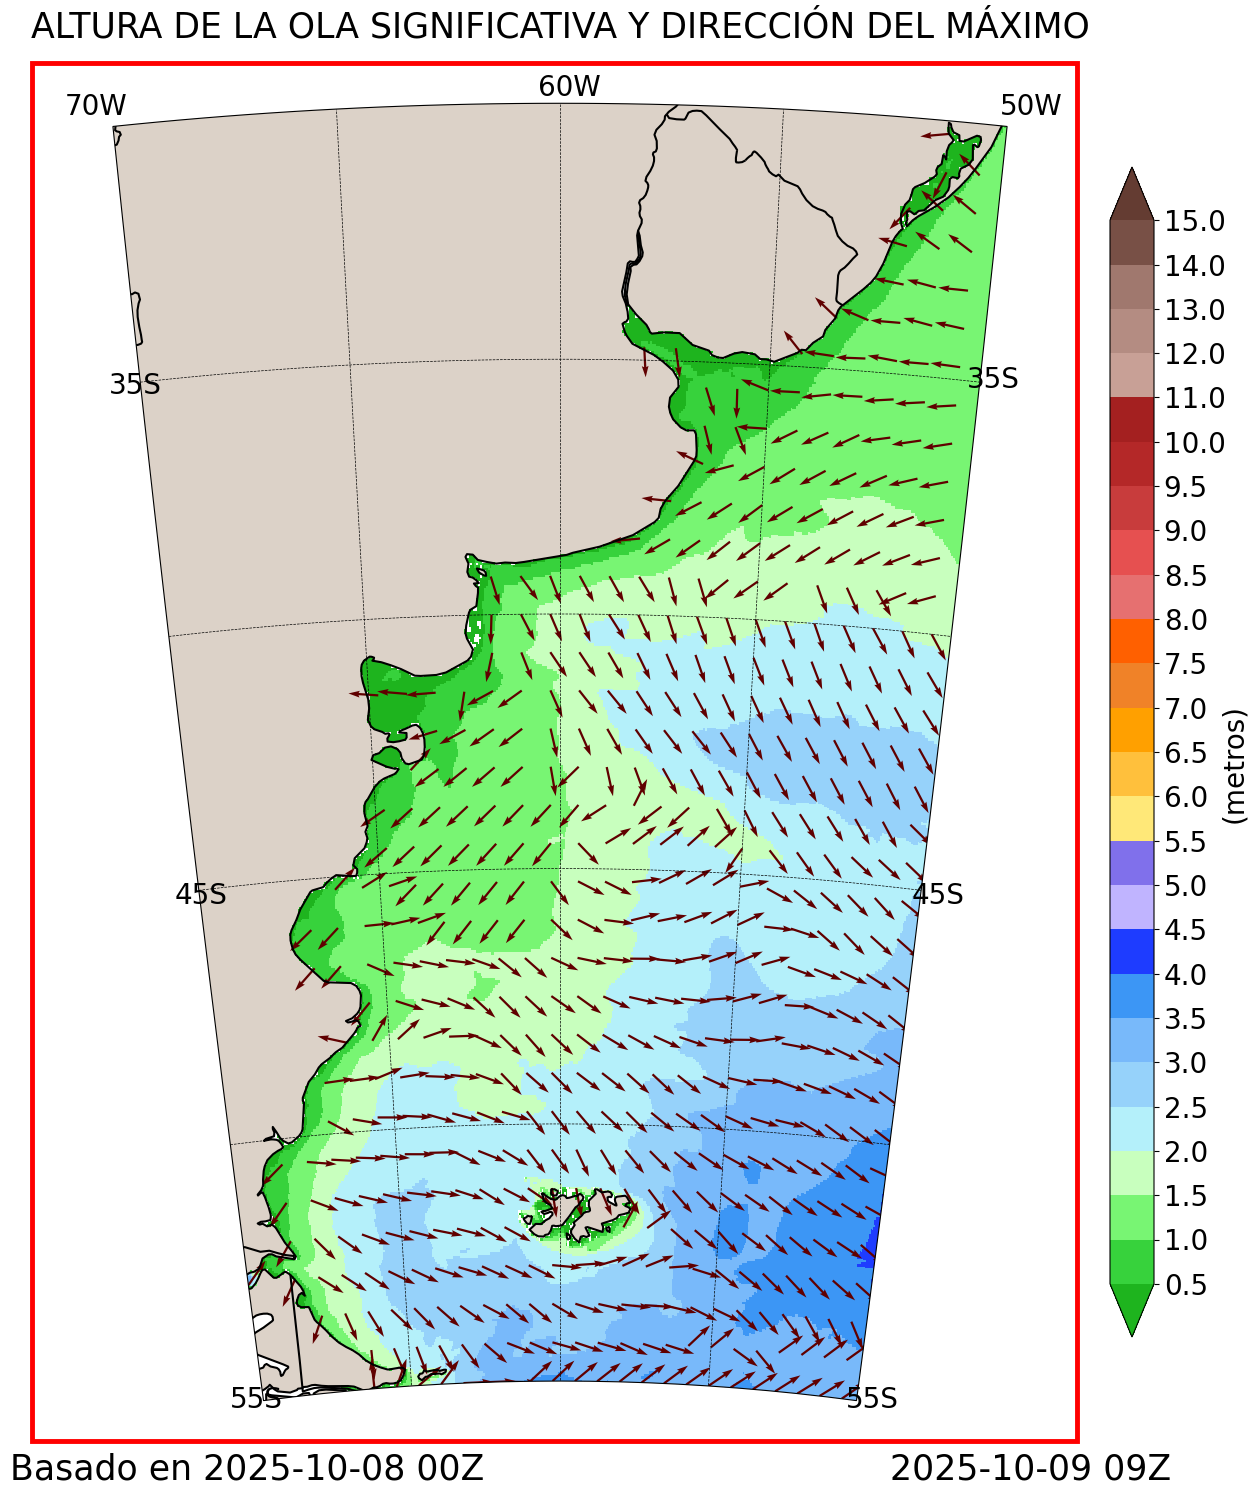 ALTURA DE LA OLA SIGNIFICATIVA Y DIRECCIÓN DEL MÁXIMO
70W
60W
50W
35S
35S
45S
45S
55S
55S
15.0
14.0
13.0
12.0
11.0
10.0
9.5
9.0
8.5
8.0
7.5
7.0
6.5
6.0
5.5
5.0
4.5
4.0
3.5
3.0
2.5
2.0
1.5
1.0
0.5
(metros)
Basado en 2025-10-08 00Z
2025-10-09 09Z